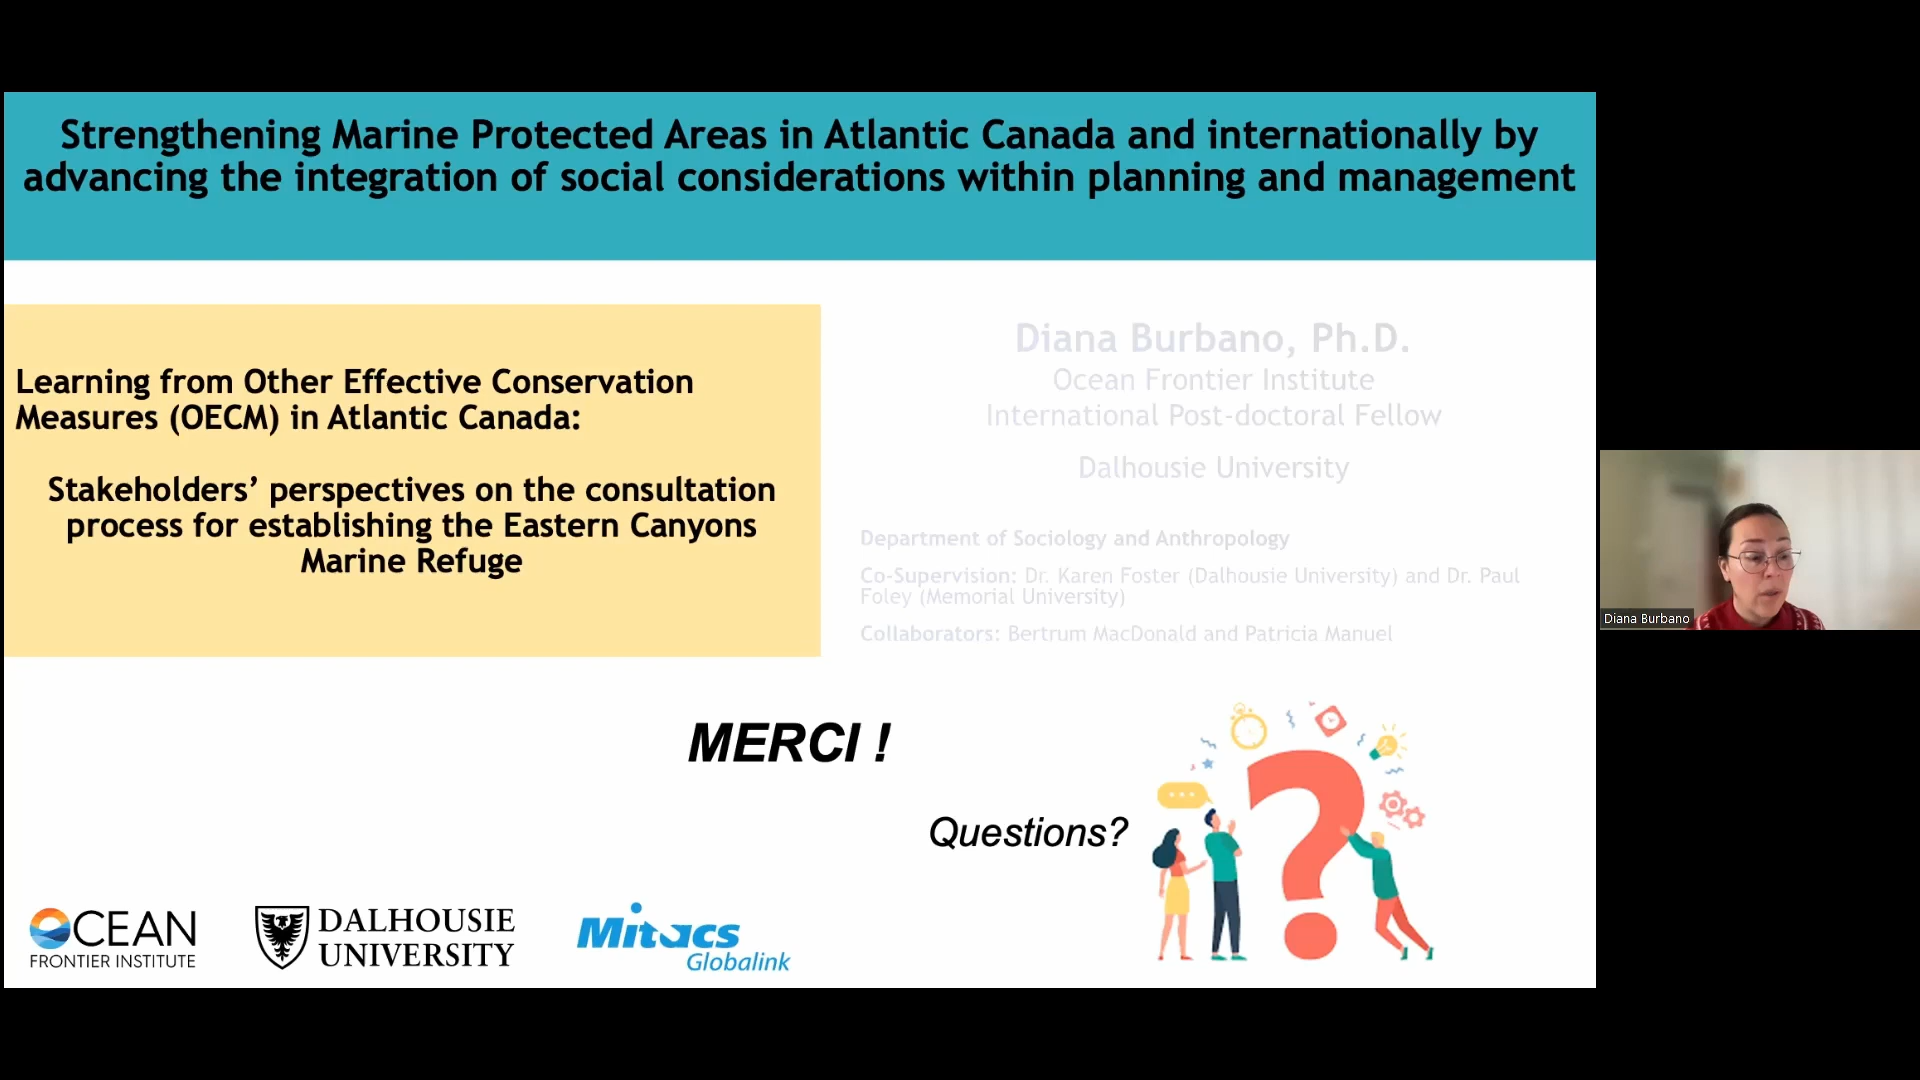 Strengthening Marine Protected Areas in Atlantic Canada and internationally by
advancing the integration of social considerations within planning and management
Learning from Other Effective Conservation
Measures (OECM) in Atlantic Canada:
Stakeholders’ perspectives on the consultation
process for establishing the Eastern Canyons
Marine Refuge
Diana Burbano, Ph.D.
Ocean Frontier Institute
International Post-doctoral Fellow
Dalhousie University
Department of Sociology and Anthropology
Co-Supervision: Dr. Karen Foster (Dalhousie University) and Dr. Paul
Foley (Memorial University)
Collaborators: Bertrum MacDonald and Patricia Manuel
MERCI !
Questions?
OCEAN
FRONTIER INSTITUTE
DALHOUSIE
UNIVERSITY
Mitacs
Globalink
Diana Burbano